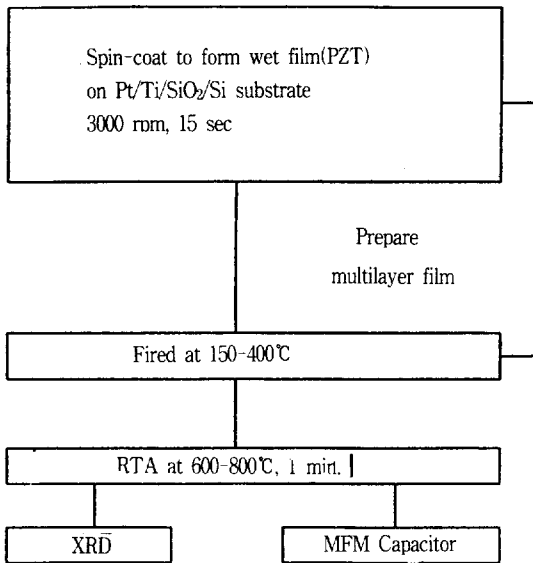 Spin-coat to form wet film(PZT)
on Pt/Ti/SiO₂/Si substrate
3000 rpm, 15 sec
Prepare
multilayer film
Fired at 150-400℃
RTA at 600-800℃, 1 min.
XRD
MFM Capacitor